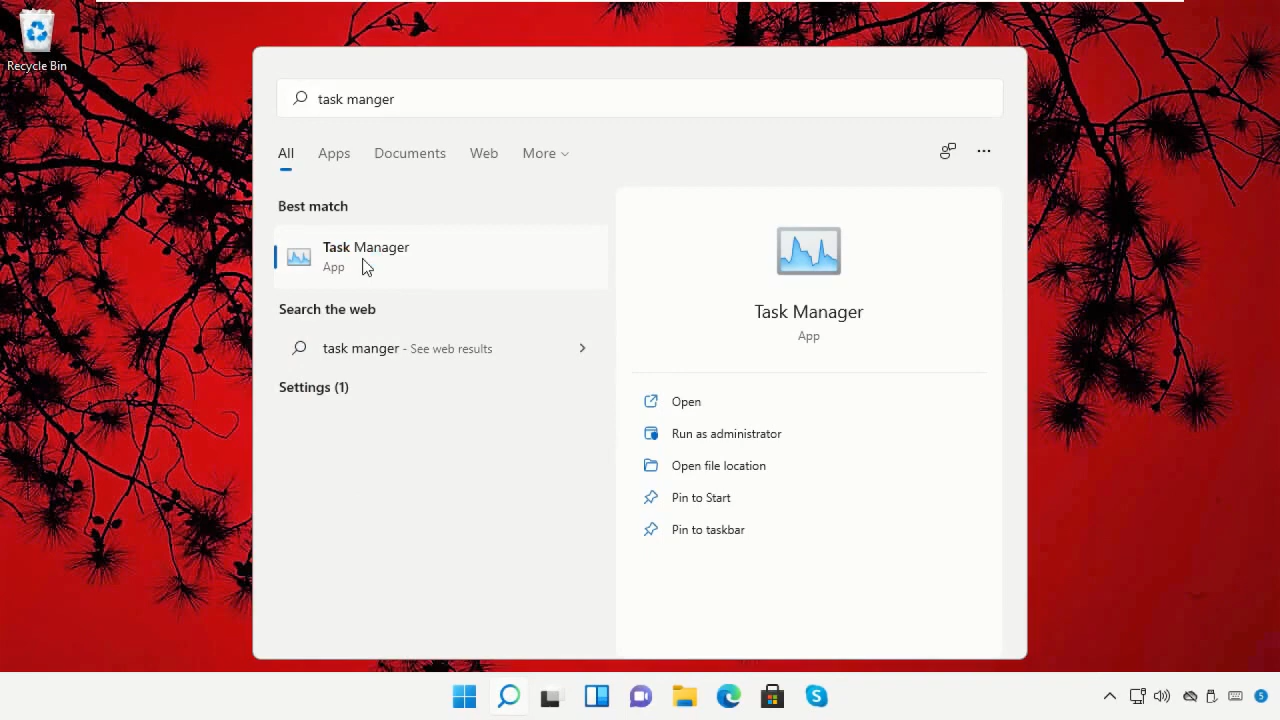 Recycle Bin
task manger
All Apps Documents Web More
Best match
Task Manager
App
Search the web
task manger - See web results
Settings (1)
Task Manager
App
Open
Run as administrator
Open file location
Pin to Start
Pin to taskbar
S
5